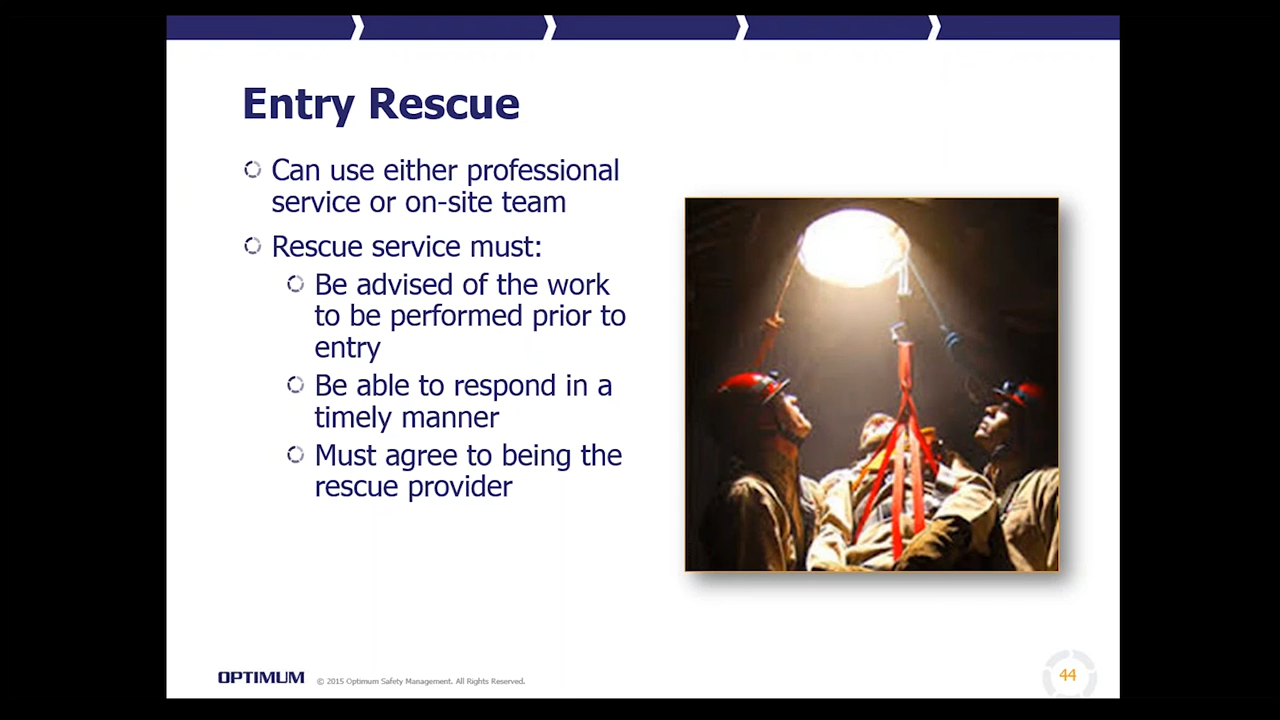 Entry Rescue
Can use either professional
service or on-site team
Rescue service must:
Be advised of the work
to be performed prior to
entry
Be able to respond in a
timely manner
Must agree to being the
rescue provider
OPTIMUM © 2015 Optimum Safety Management. All Rights Reserved.
44